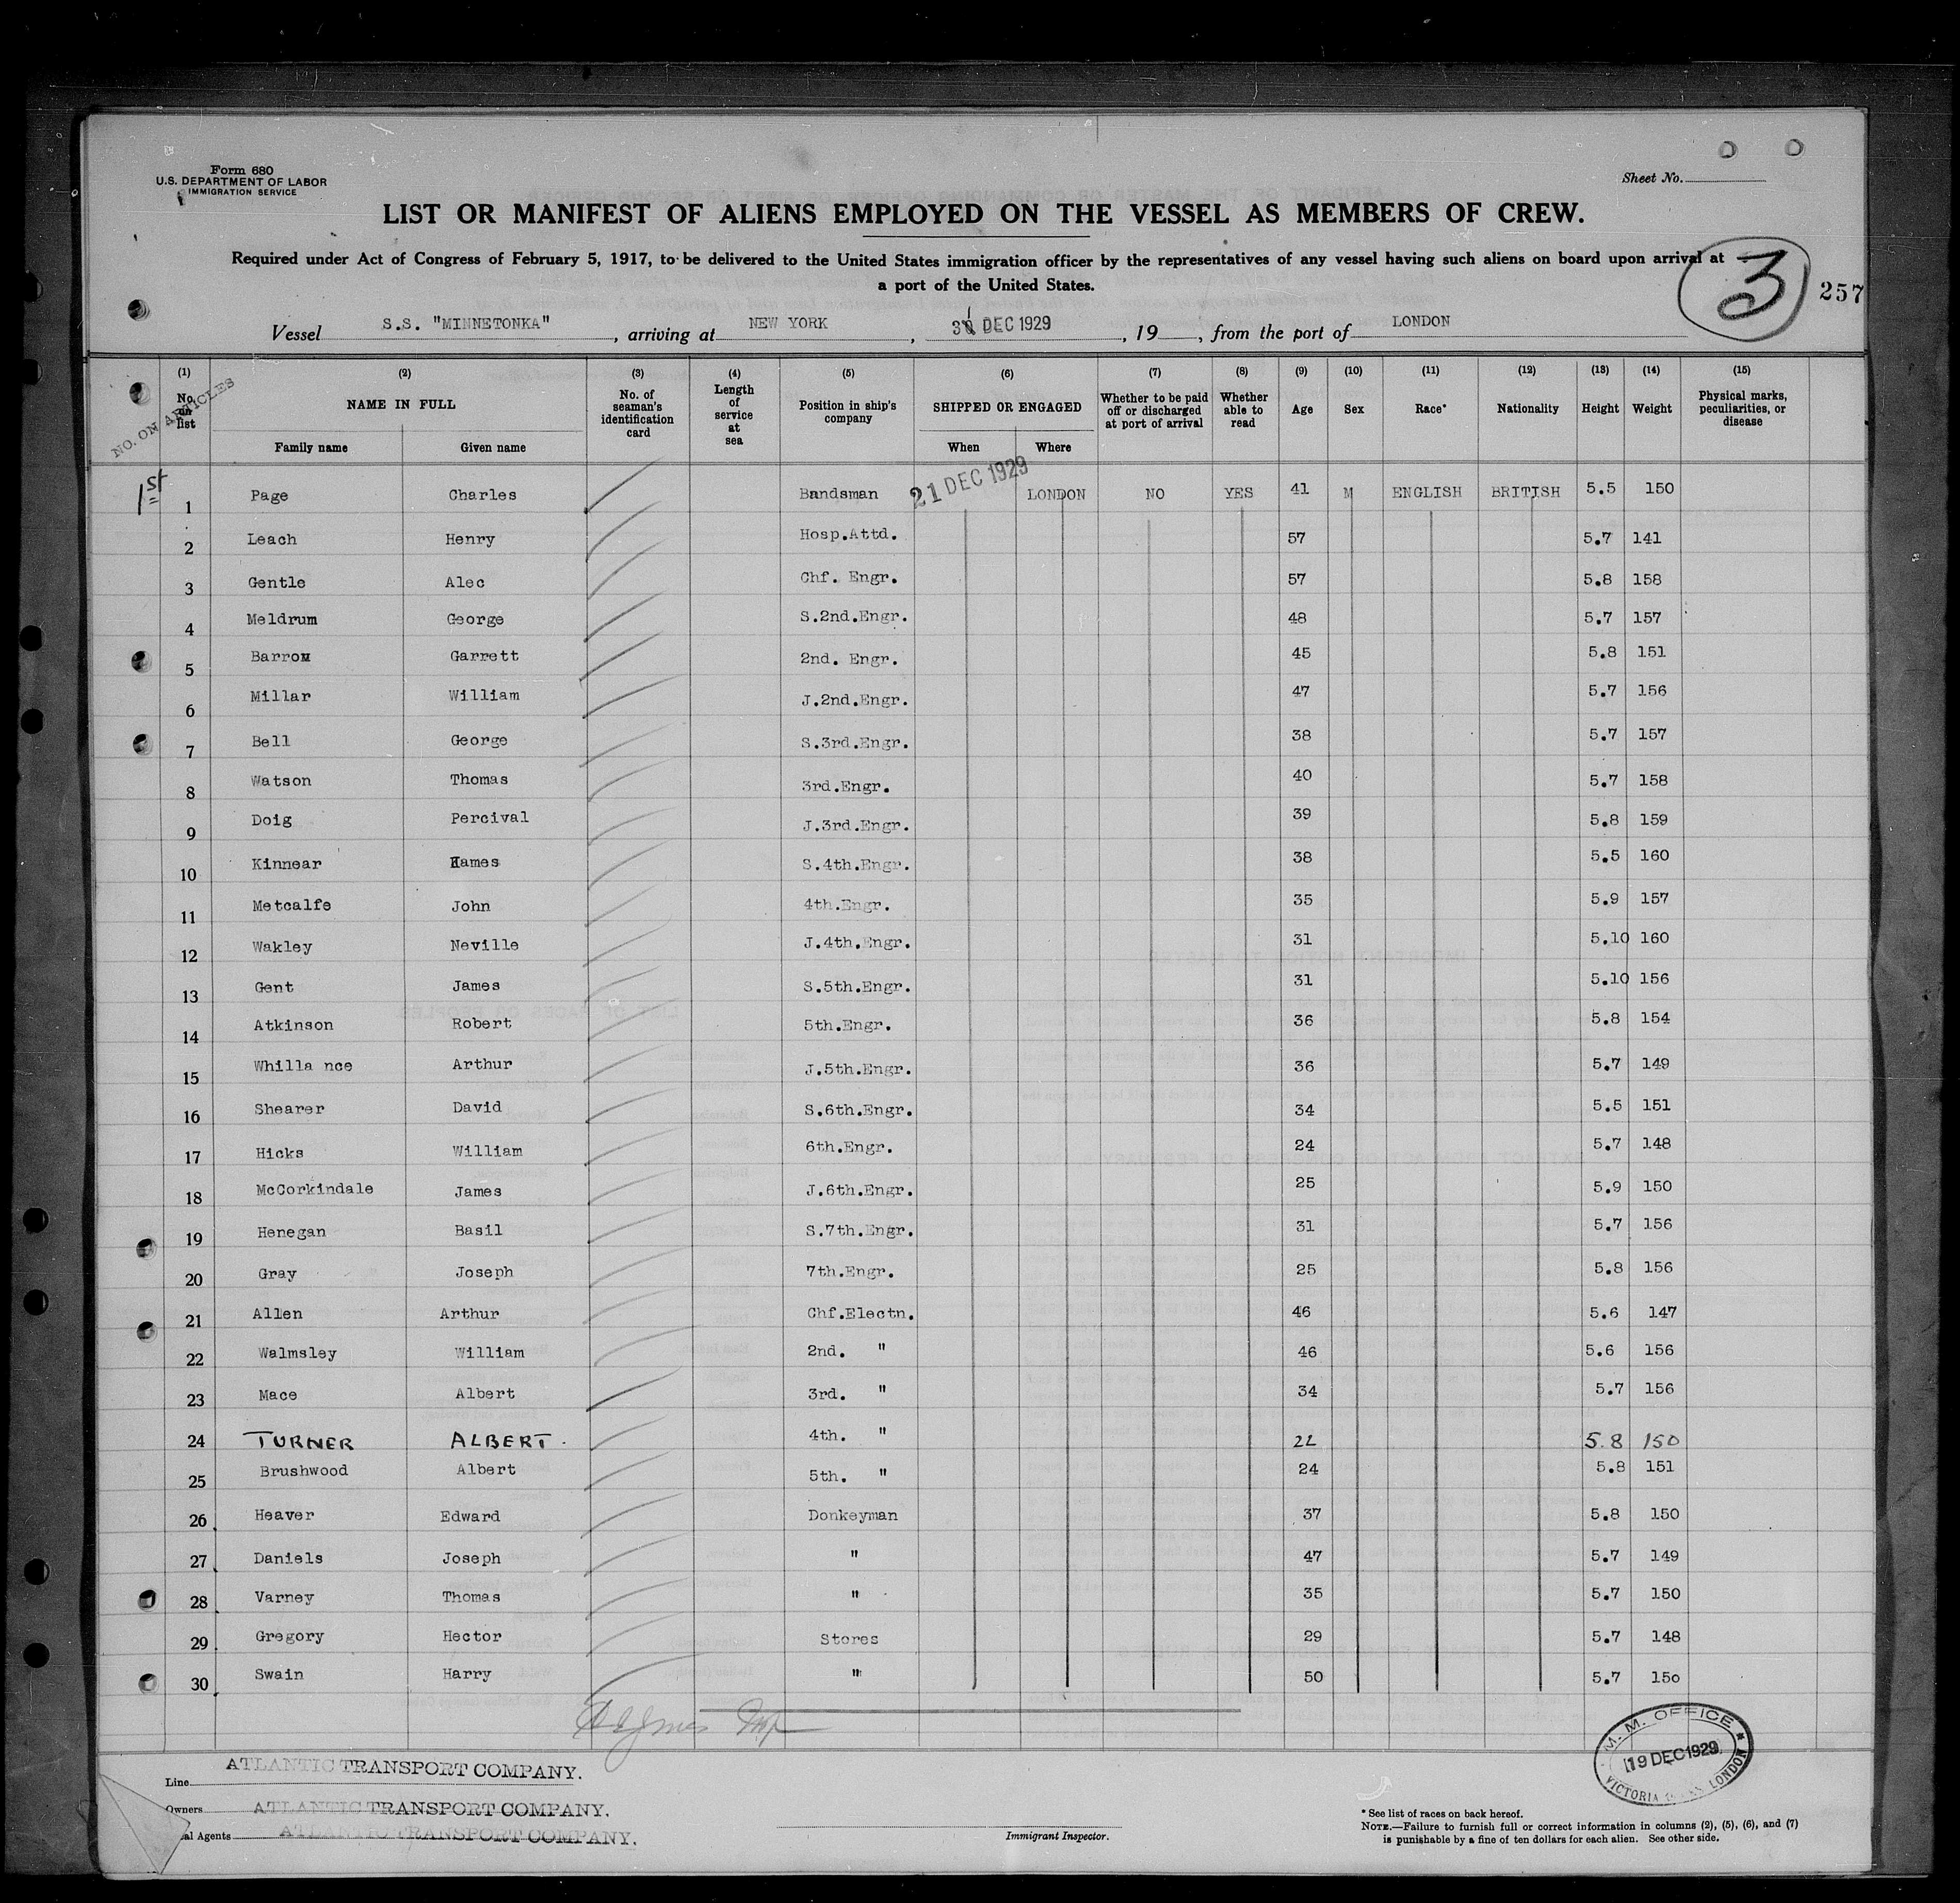 Form 680
U.S. DEPARTMENT OF LABOR
IMMIGRATION SERVICE
Sheet No.
LIST OR MANIFEST OF ALIENS EMPLOYED ON THE VESSEL AS MEMBERS OF CREW.
Required under Act of Congress of February 5, 1917, to be delivered to the United States immigration officer by the representatives of any vessel having such aliens on board upon arrival at
a port of the United States.
3
257
Vessel S.S. "MINNETONKA", arriving at NEW YORK, 31 DEC 1929, 19, from the port of LONDON
(1) (2) (3) (4) (5) (6) (7) (8) (9) (10) (11) (12) (13) (14) (15)
No. on list NAME IN FULL No. of seaman's identification card Length of service at sea Position in ship's company SHIPPED OR ENGAGED Whether to be paid off or discharged at port of arrival Whether able to read Age Sex Race* Nationality Height Weight Physical marks, peculiarities, or disease
NO. ON ARTICLES
Family name Given name When Where
1st
1 Page Charles Bandsman 21 DEC 1929 LONDON NO YES 41 M ENGLISH BRITISH 5.5 150
2 Leach Henry Hosp.Attd. 57 5.7 141
3 Gentle Alec Chf. Engr. 57 5.8 158
4 Meldrum George S.2nd.Engr. 48 5.7 157
5 Barron Garrett 2nd. Engr. 45 5.8 151
6 Millar William J.2nd.Engr. 47 5.7 156
7 Bell George S.3rd.Engr. 38 5.7 157
8 Watson Thomas 3rd.Engr. 40 5.7 158
9 Doig Percival J.3rd.Engr. 39 5.8 159
10 Kinnear James S.4th.Engr. 38 5.5 160
11 Metcalfe John 4th.Engr. 35 5.9 157
12 Wakley Neville J.4th.Engr. 31 5.10 160
13 Gent James S.5th.Engr. 31 5.10 156
14 Atkinson Robert 5th.Engr. 36 5.8 154
15 Whilla nce Arthur J.5th.Engr. 36 5.7 149
16 Shearer David S.6th.Engr. 34 5.5 151
17 Hicks William 6th.Engr. 24 5.7 148
18 McCorkindale James J.6th.Engr. 25 5.9 150
19 Henegan Basil S.7th.Engr. 31 5.7 156
20 Gray Joseph 7th.Engr. 25 5.8 156
21 Allen Arthur Chf.Electn. 46 5.6 147
22 Walmsley William 2nd. " 46 5.6 156
23 Mace Albert 3rd. " 34 5.7 156
24 TURNER ALBERT. 4th. " 22 5.8 150
25 Brushwood Albert 5th. " 24 5.8 151
26 Heaver Edward Donkeyman 37 5.8 150
27 Daniels Joseph " 47 5.7 149
28 Varney Thomas " 35 5.7 150
29 Gregory Hector Stores 29 5.7 148
30 Swain Harry " 50 5.7 150
M. M. OFFICE
19 DEC 1929
VICTORIA LONDON
Line ATLANTIC TRANSPORT COMPANY.
Owners ATLANTIC TRANSPORT COMPANY.
al Agents ATLANTIC TRANSPORT COMPANY.
Immigrant Inspector.
* See list of races on back hereof.
NOTE.—Failure to furnish full or correct information in columns (2), (5), (6), and (7)
is punishable by a fine of ten dollars for each alien. See other side.